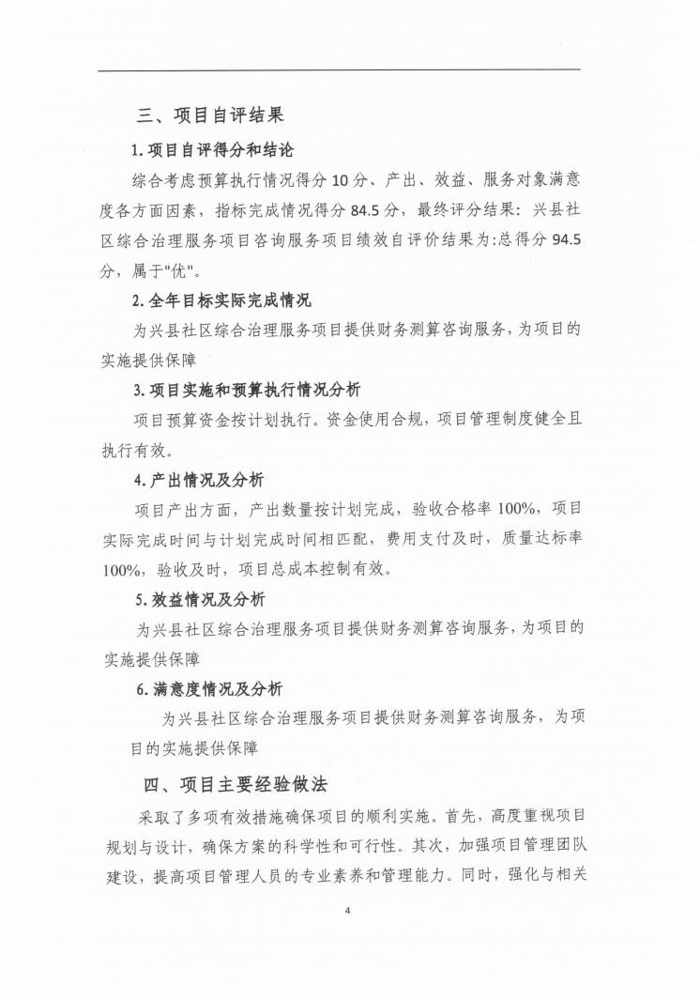 三、项目自评结果
1.项目自评得分和结论
综合考虑预算执行情况得分 10 分、产出、效益、服务对象满意
度各方面因素，指标完成情况得分 84.5 分，最终评分结果：兴县社
区综合治理服务项目咨询服务项目绩效自评价结果为:总得分 94.5
分，属于"优"。
2.全年目标实际完成情况
为兴县社区综合治理服务项目提供财务测算咨询服务，为项目的
实施提供保障
3.项目实施和预算执行情况分析
项目预算资金按计划执行。资金使用合规，项目管理制度健全且
执行有效。
4.产出情况及分析
项目产出方面，产出数量按计划完成，验收合格率 100%，项目
实际完成时间与计划完成时间相匹配，费用支付及时，质量达标率
100%，验收及时，项目总成本控制有效。
5.效益情况及分析
为兴县社区综合治理服务项目提供财务测算咨询服务，为项目的
实施提供保障
6.满意度情况及分析
为兴县社区综合治理服务项目提供财务测算咨询服务，为项
目的实施提供保障
四、项目主要经验做法
采取了多项有效措施确保项目的顺利实施。首先，高度重视项目
规划与设计，确保方案的科学性和可行性。其次，加强项目管理团队
建设，提高项目管理人员的专业素养和管理能力。同时，强化与相关
4